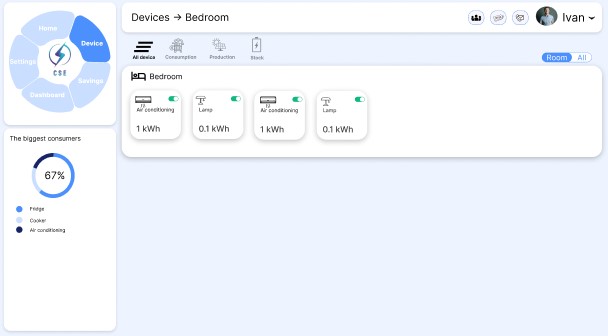 Home
Device
Settings
CSE
Savings
Dashboard
Devices → Bedroom
Ivan
All device
Consumption
Production
Stock
Room
All
Bedroom
Air conditioning
1 kWh
Lamp
0.1 kWh
Air conditioning
1 kWh
Lamp
0.1 kWh
The biggest consumers
67%
Fridge
Cooker
Air conditioning